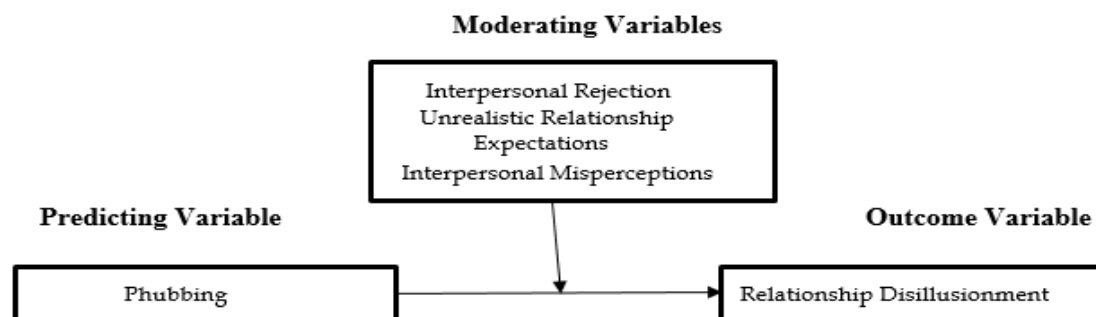 Moderating Variables
Interpersonal Rejection
Unrealistic Relationship
Expectations
Interpersonal Misperceptions
Predicting Variable
Outcome Variable
Phubbing
Relationship Disillusionment